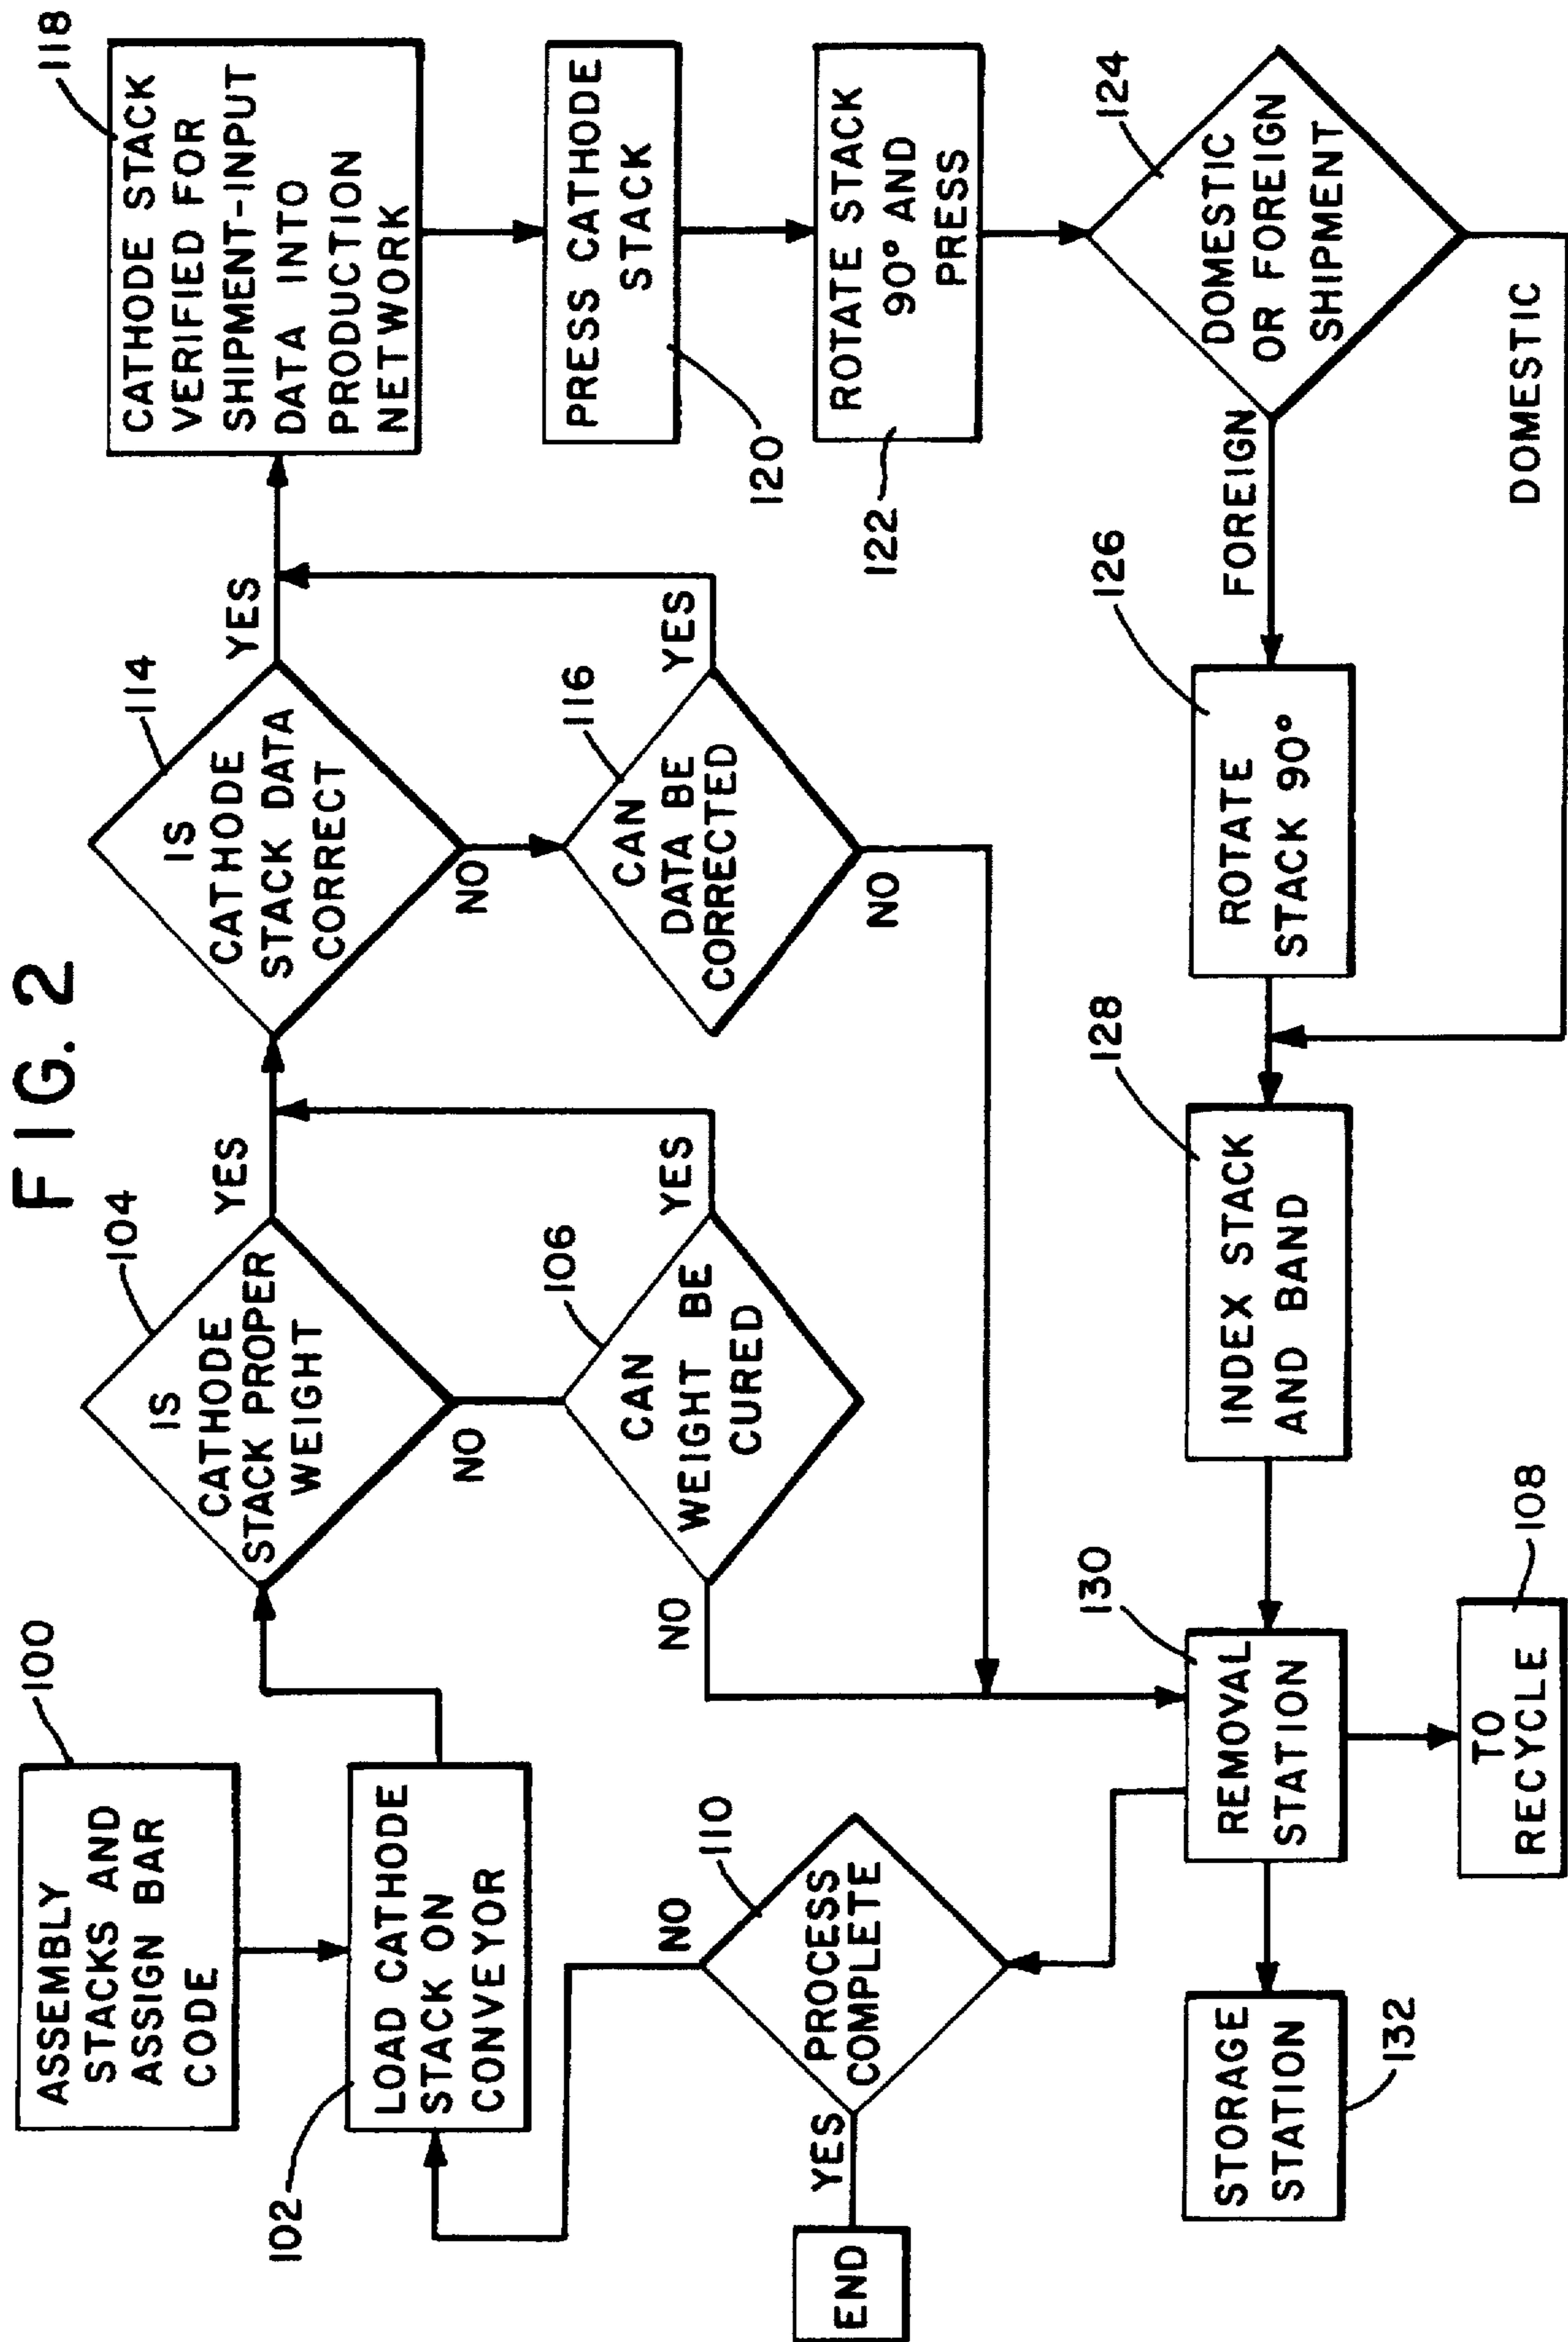 FIG. 2
100
ASSEMBLY
STACKS AND
ASSIGN BAR
CODE
102
LOAD CATHODE
STACK ON
CONVEYOR
104
IS
CATHODE
STACK PROPER
WEIGHT
YES
NO
106
CAN
WEIGHT BE
CURED
YES
NO
114
IS
CATHODE
STACK DATA
CORRECT
YES
NO
116
CAN
DATA BE
CORRECTED
YES
NO
118
CATHODE STACK
VERIFIED FOR
SHIPMENT-INPUT
DATA INTO
PRODUCTION
NETWORK
PRESS CATHODE
STACK
120
ROTATE STACK
90° AND
PRESS
122
124
DOMESTIC
OR FOREIGN
SHIPMENT
FOREIGN
DOMESTIC
126
ROTATE
STACK 90°
128
INDEX STACK
AND BAND
130
REMOVAL
STATION
TO
RECYCLE
108
110
PROCESS
COMPLETE
NO
YES
END
STORAGE
STATION
132